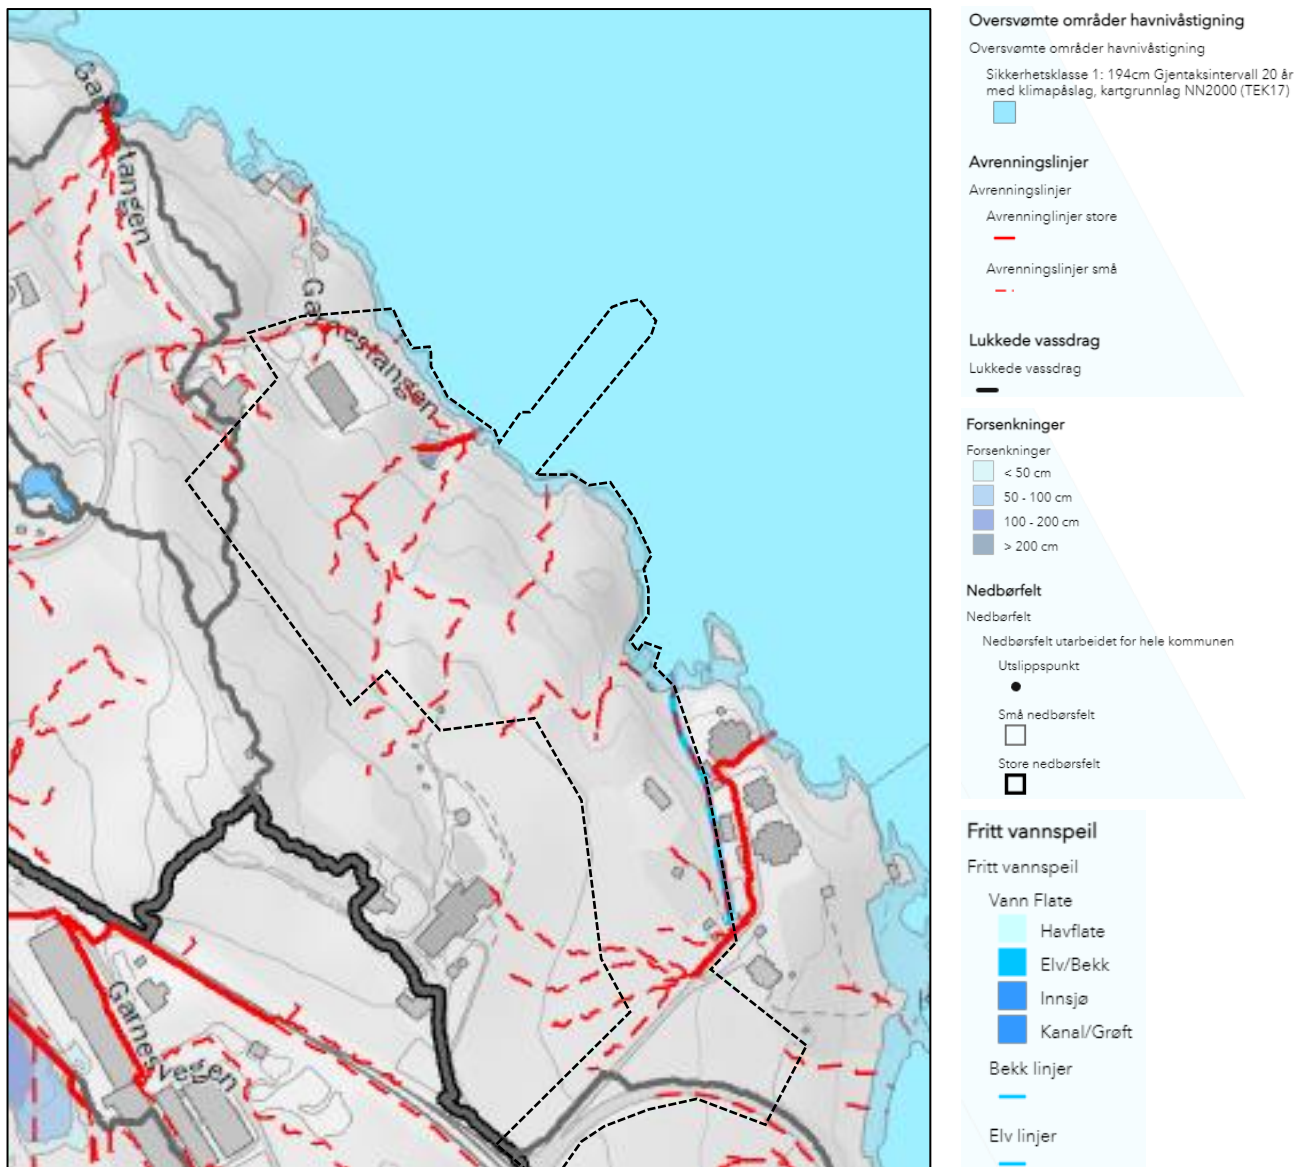 Garnestangen
Garnestangen
Garnesvegen
Oversvømte områder havnivåstigning
Oversvømte områder havnivåstigning
Sikkerhetsklasse 1: 194cm Gjentaksintervall 20 år
med klimapåslag, kartgrunnlag NN2000 (TEK17)
Avrenningslinjer
Avrenningslinjer
Avrenninglinjer store
Avrenningslinjer små
Lukkede vassdrag
Lukkede vassdrag
Forsenkninger
Forsenkninger
< 50 cm
50 - 100 cm
100 - 200 cm
> 200 cm
Nedbørfelt
Nedbørfelt
Nedbørsfelt utarbeidet for hele kommunen
Utslippspunkt
Små nedbørsfelt
Store nedbørsfelt
Fritt vannspeil
Fritt vannspeil
Vann Flate
Havflate
Elv/Bekk
Innsjø
Kanal/Grøft
Bekk linjer
Elv linjer